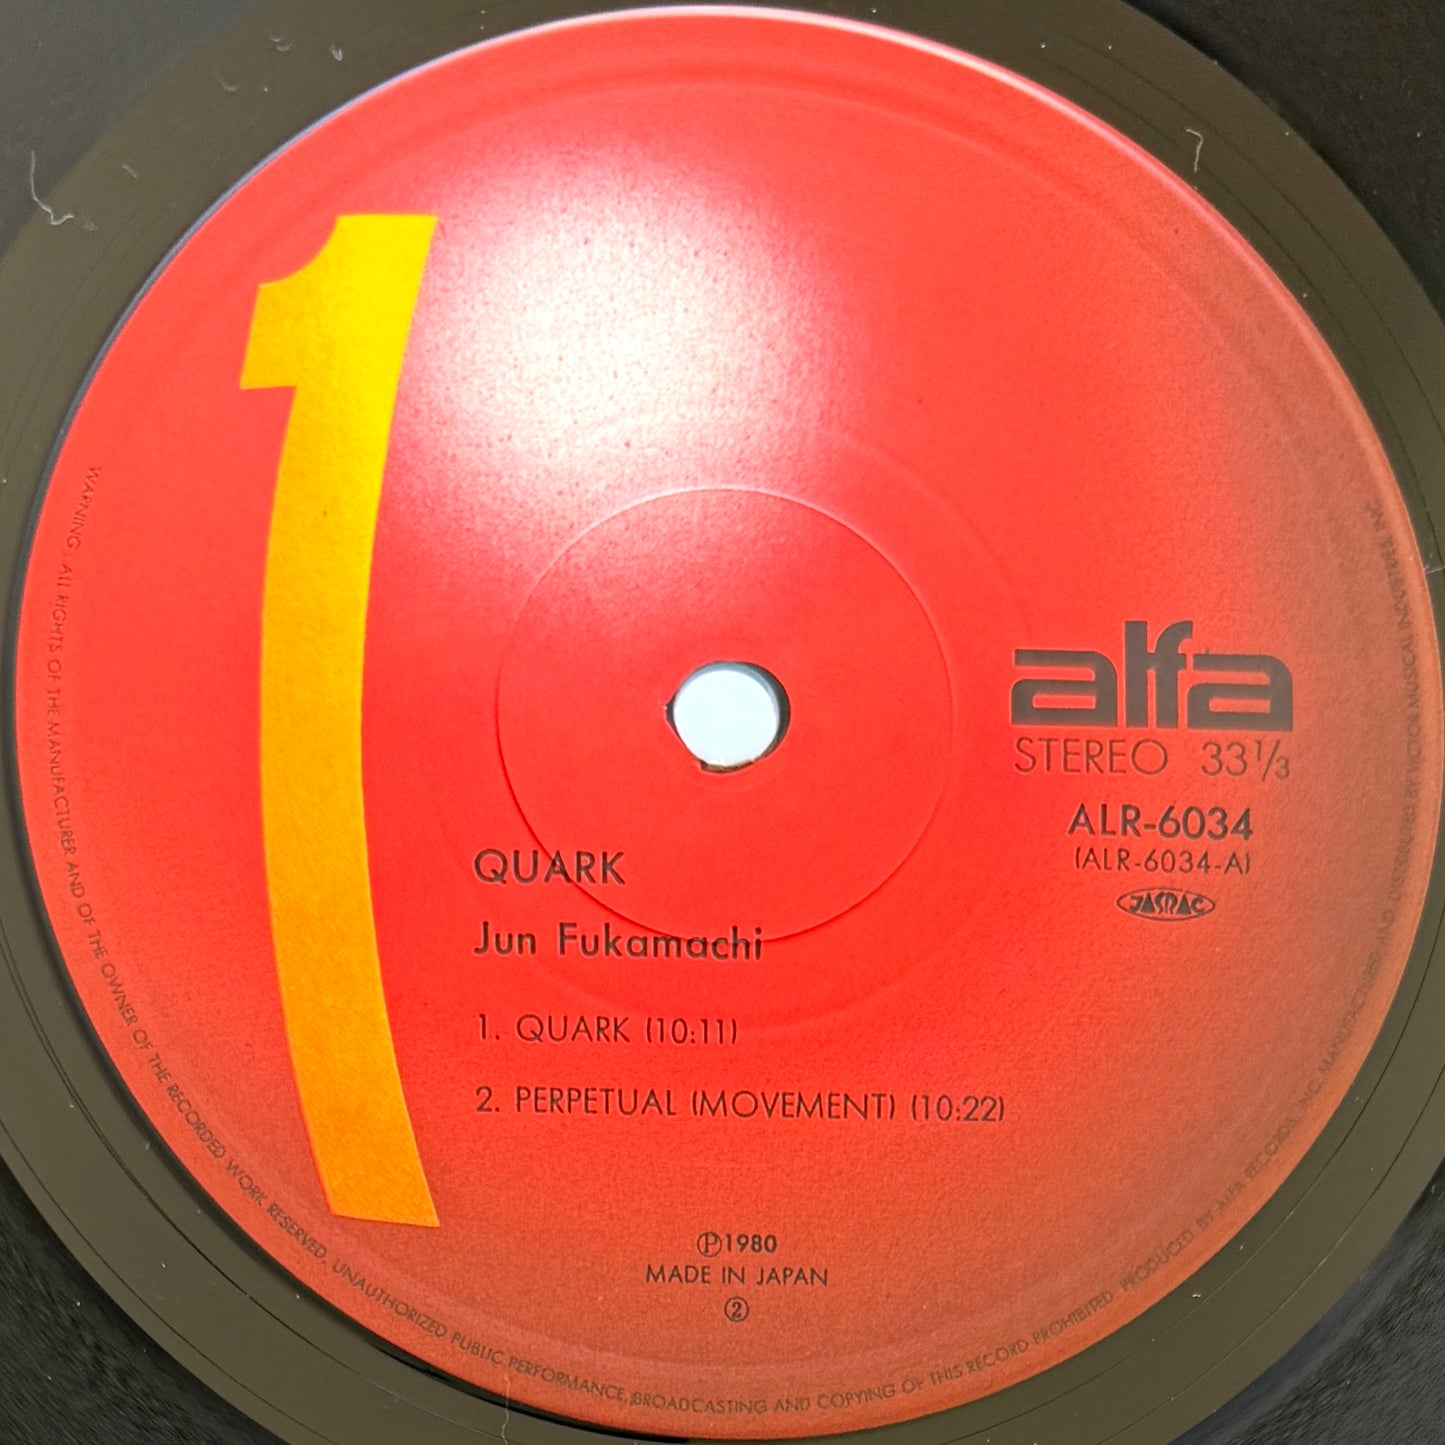 1
alfa
STEREO 33 1/3
ALR-6034
(ALR-6034-A)
JASRAC
QUARK
Jun Fukamachi
1. QUARK (10:11)
2. PERPETUAL (MOVEMENT) (10:22)
Ⓟ1980
MADE IN JAPAN
②
WARNING. All RIGHTS OF THE MANUFACTURER AND OF THE OWNER OF THE RECORDED WORK RESERVED. UNAUTHORIZED PUBLIC PERFORMANCE, BROADCASTING AND COPYING OF THIS RECORD PROHIBITED PRODUCED BY ALFA RECORDS, INC. MANUFACTURED AND DISTRIBUTED BY VICTOR MUSICAL INDUSTRIES, INC.